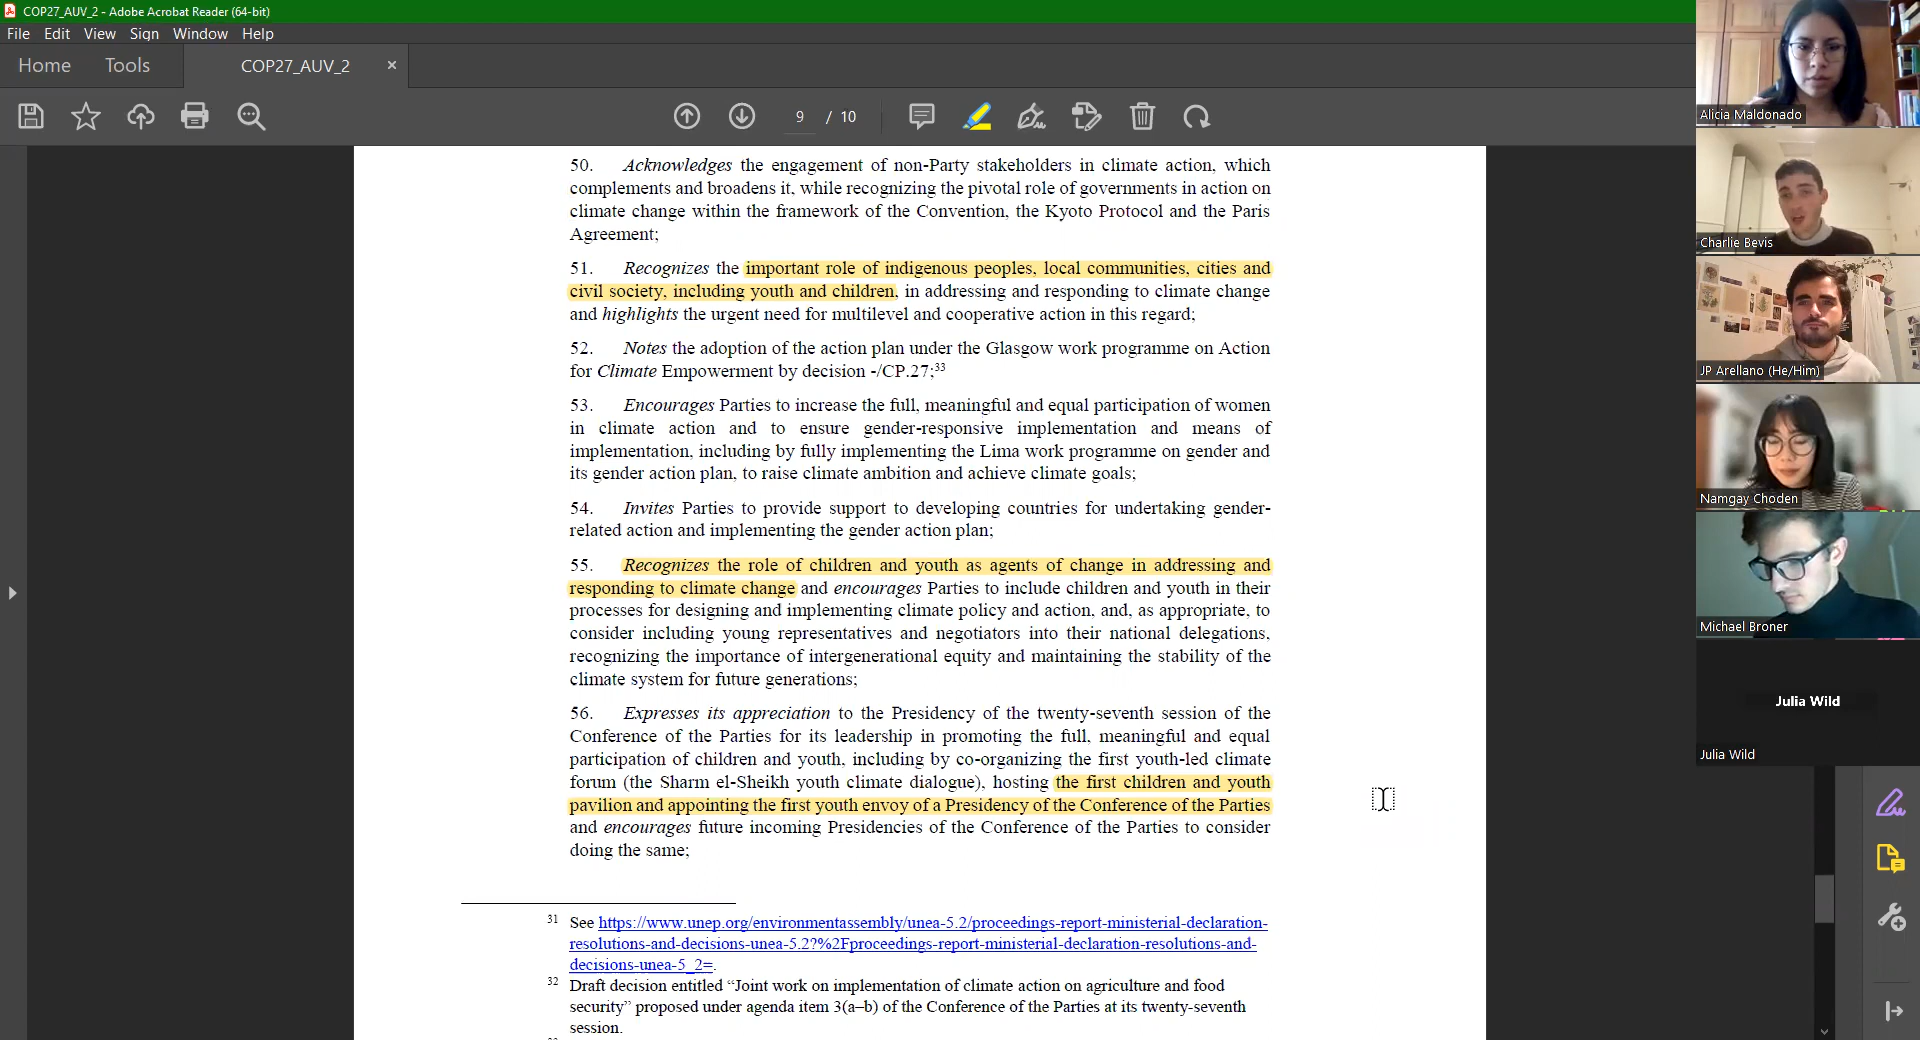 COP27_AUV_2 - Adobe Acrobat Reader (64-bit)
File Edit View Sign Window Help
Home Tools COP27_AUV_2 ×
9 / 10
50. Acknowledges the engagement of non-Party stakeholders in climate action, which
complements and broadens it, while recognizing the pivotal role of governments in action on
climate change within the framework of the Convention, the Kyoto Protocol and the Paris
Agreement;
51. Recognizes the important role of indigenous peoples, local communities, cities and
civil society, including youth and children, in addressing and responding to climate change
and highlights the urgent need for multilevel and cooperative action in this regard;
52. Notes the adoption of the action plan under the Glasgow work programme on Action
for Climate Empowerment by decision -/CP.27;33
53. Encourages Parties to increase the full, meaningful and equal participation of women
in climate action and to ensure gender-responsive implementation and means of
implementation, including by fully implementing the Lima work programme on gender and
its gender action plan, to raise climate ambition and achieve climate goals;
54. Invites Parties to provide support to developing countries for undertaking gender-
related action and implementing the gender action plan;
55. Recognizes the role of children and youth as agents of change in addressing and
responding to climate change and encourages Parties to include children and youth in their
processes for designing and implementing climate policy and action, and, as appropriate, to
consider including young representatives and negotiators into their national delegations,
recognizing the importance of intergenerational equity and maintaining the stability of the
climate system for future generations;
56. Expresses its appreciation to the Presidency of the twenty-seventh session of the
Conference of the Parties for its leadership in promoting the full, meaningful and equal
participation of children and youth, including by co-organizing the first youth-led climate
forum (the Sharm el-Sheikh youth climate dialogue), hosting the first children and youth
pavilion and appointing the first youth envoy of a Presidency of the Conference of the Parties
and encourages future incoming Presidencies of the Conference of the Parties to consider
doing the same;
31 See https://www.unep.org/environmentassembly/unea-5.2/proceedings-report-ministerial-declaration-
resolutions-and-decisions-unea-5.2?%2Fproceedings-report-ministerial-declaration-resolutions-and-
decisions-unea-5_2=.
32 Draft decision entitled “Joint work on implementation of climate action on agriculture and food
security” proposed under agenda item 3(a–b) of the Conference of the Parties at its twenty-seventh
session.
Alicia Maldonado
Charlie Bevis
JP Arellano (He/Him)
Namgay Choden
Michael Broner
Julia Wild
Julia Wild